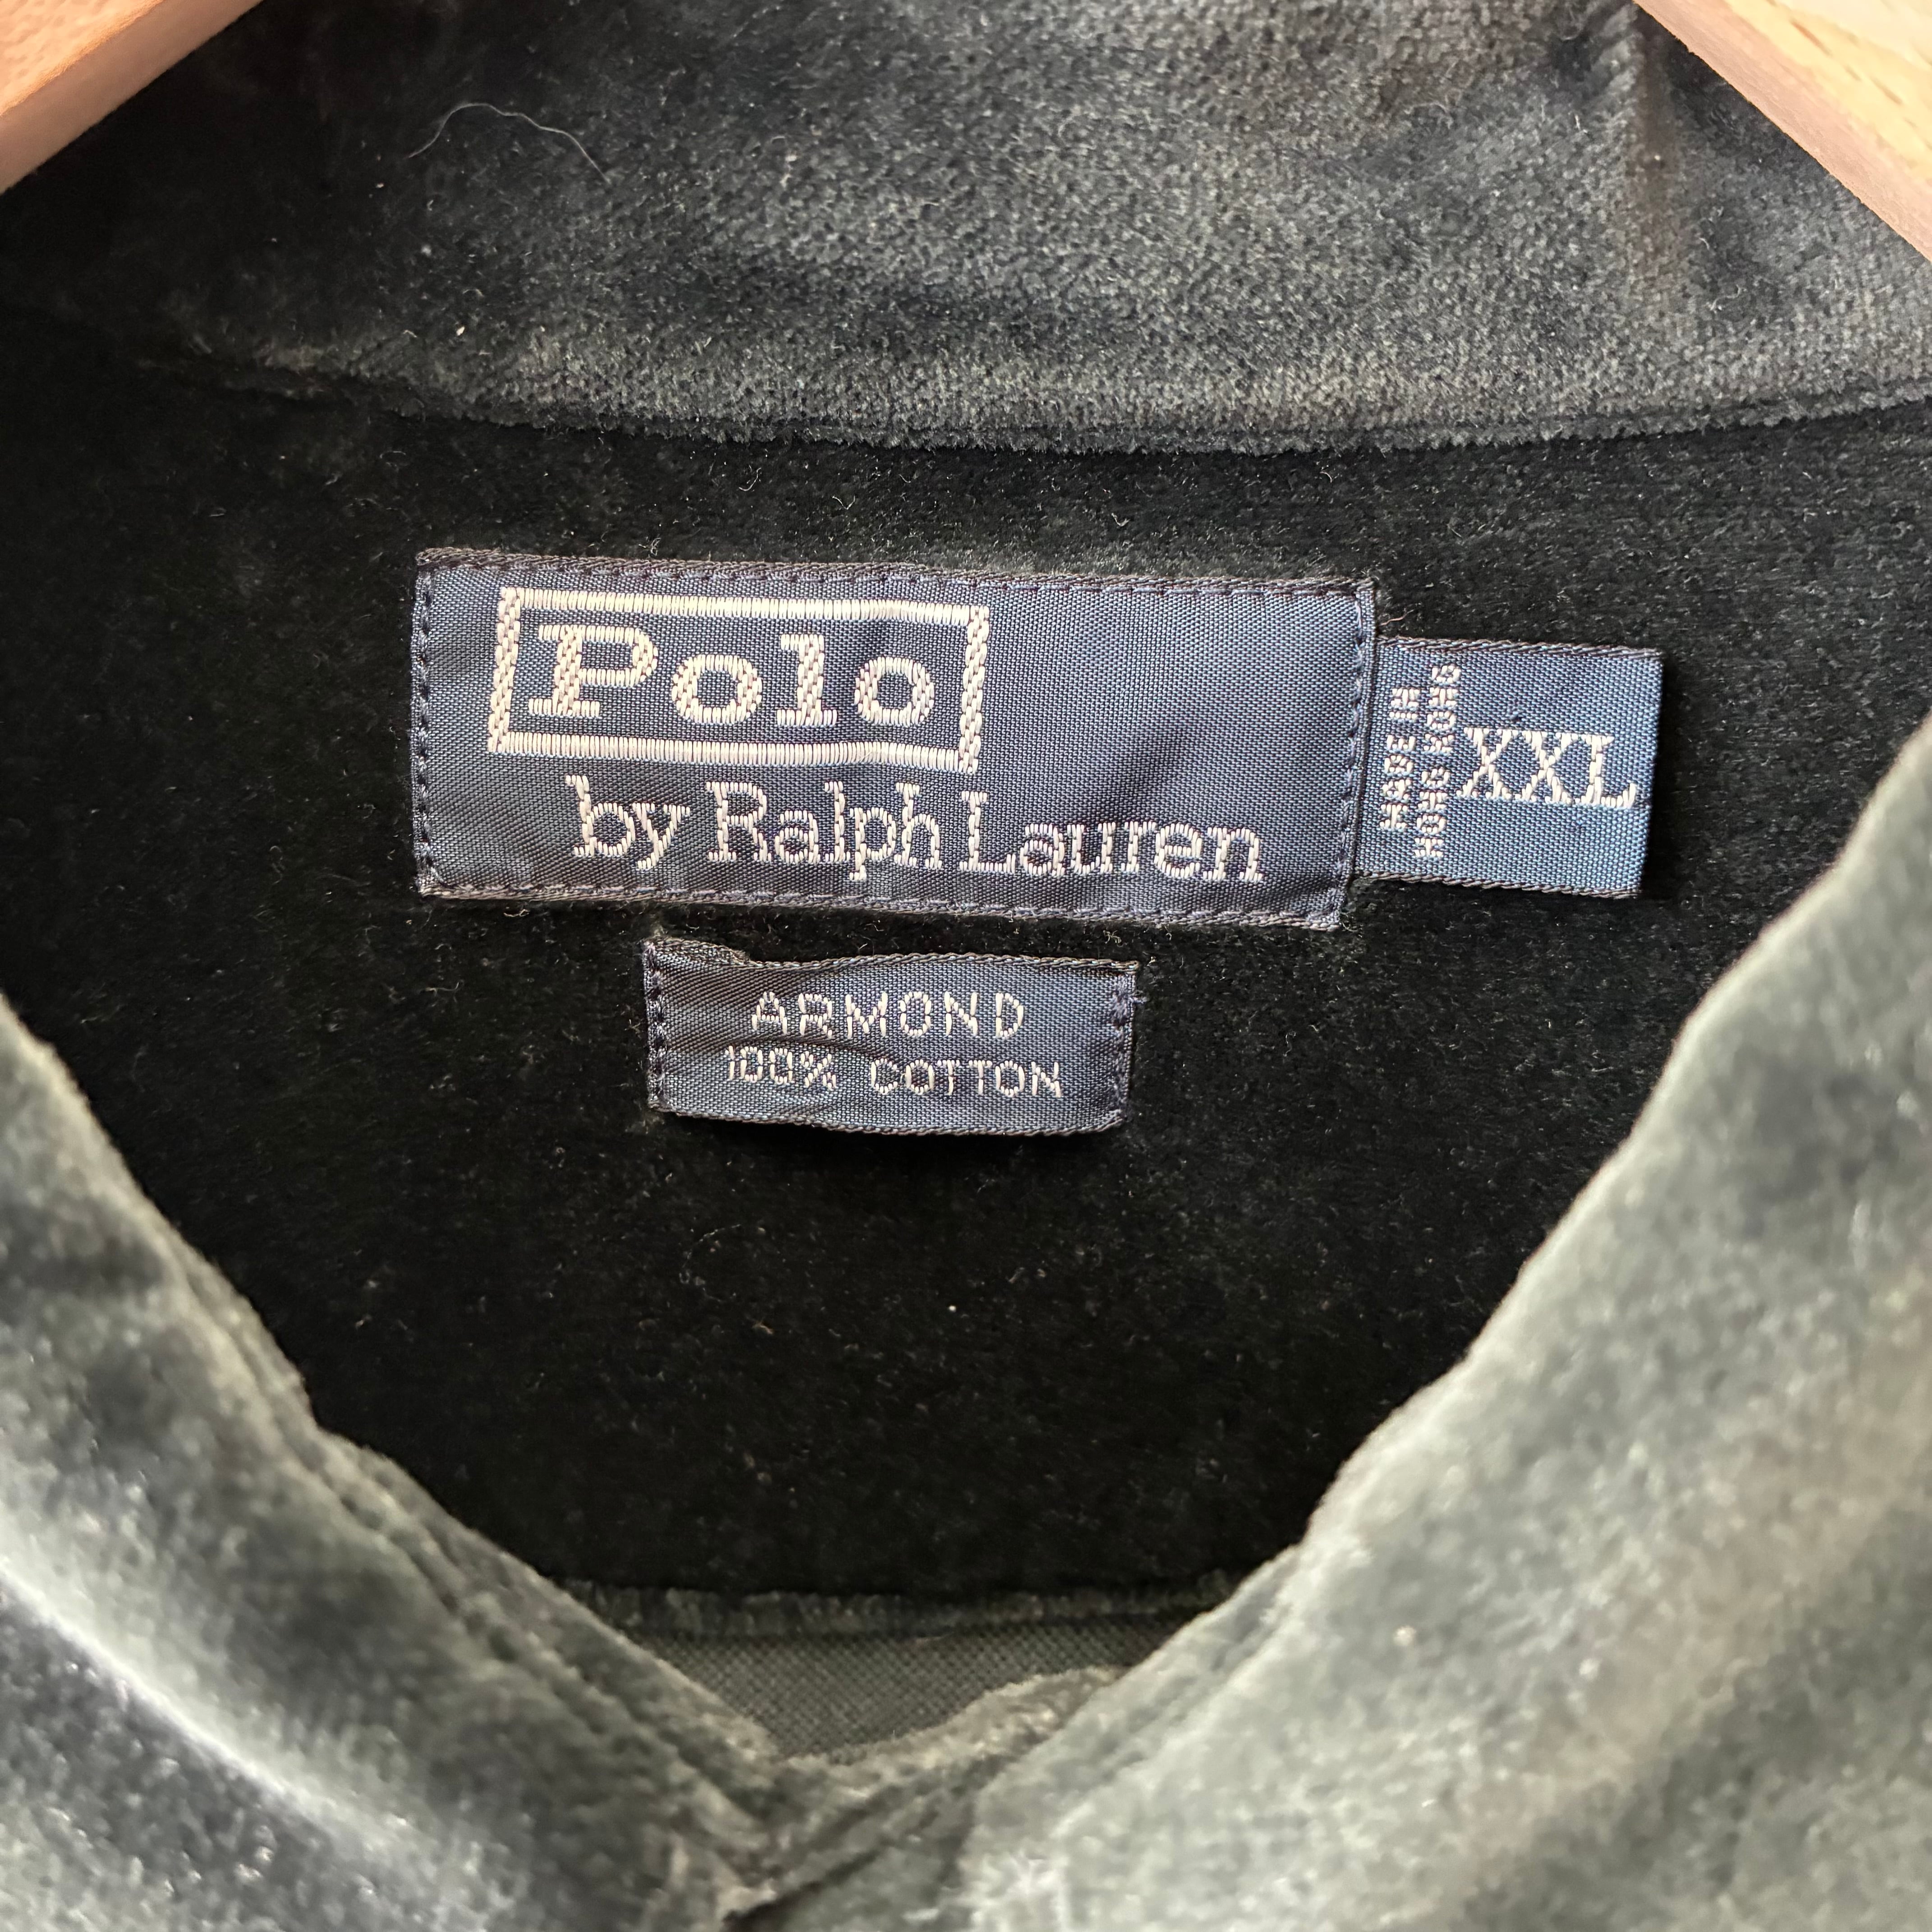 Polo
by Ralph Lauren
MADE IN
HONG KONG
XXL
ARMOND
100% COTTON